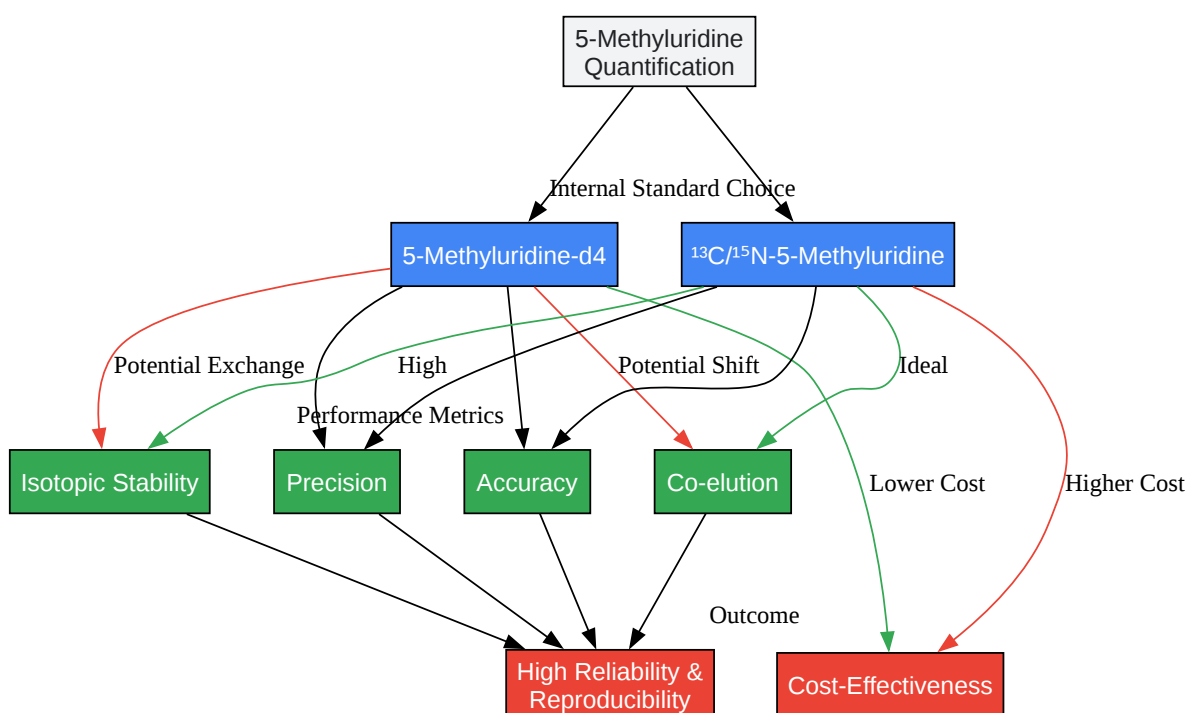 5-Methyluridine
Quantification
Internal Standard Choice
5-Methyluridine-d4
¹³C/¹⁵N-5-Methyluridine
Potential Exchange
High
Potential Shift
Ideal
Performance Metrics
Isotopic Stability
Precision
Accuracy
Co-elution
Lower Cost
Higher Cost
Outcome
High Reliability &
Reproducibility
Cost-Effectiveness